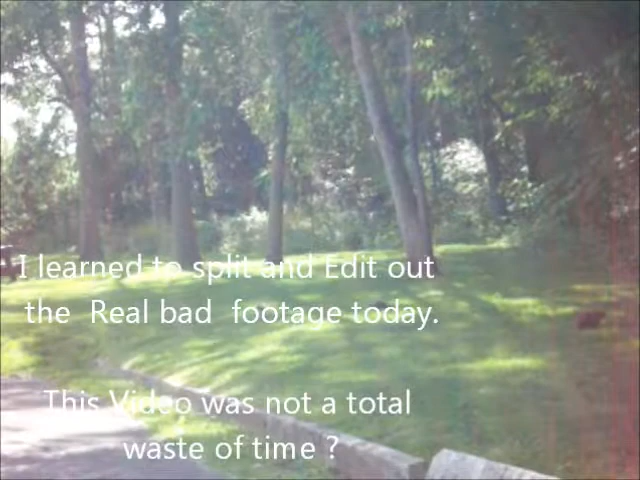 I learned to split and Edit out
the Real bad footage today.
This Video was not a total
waste of time ?